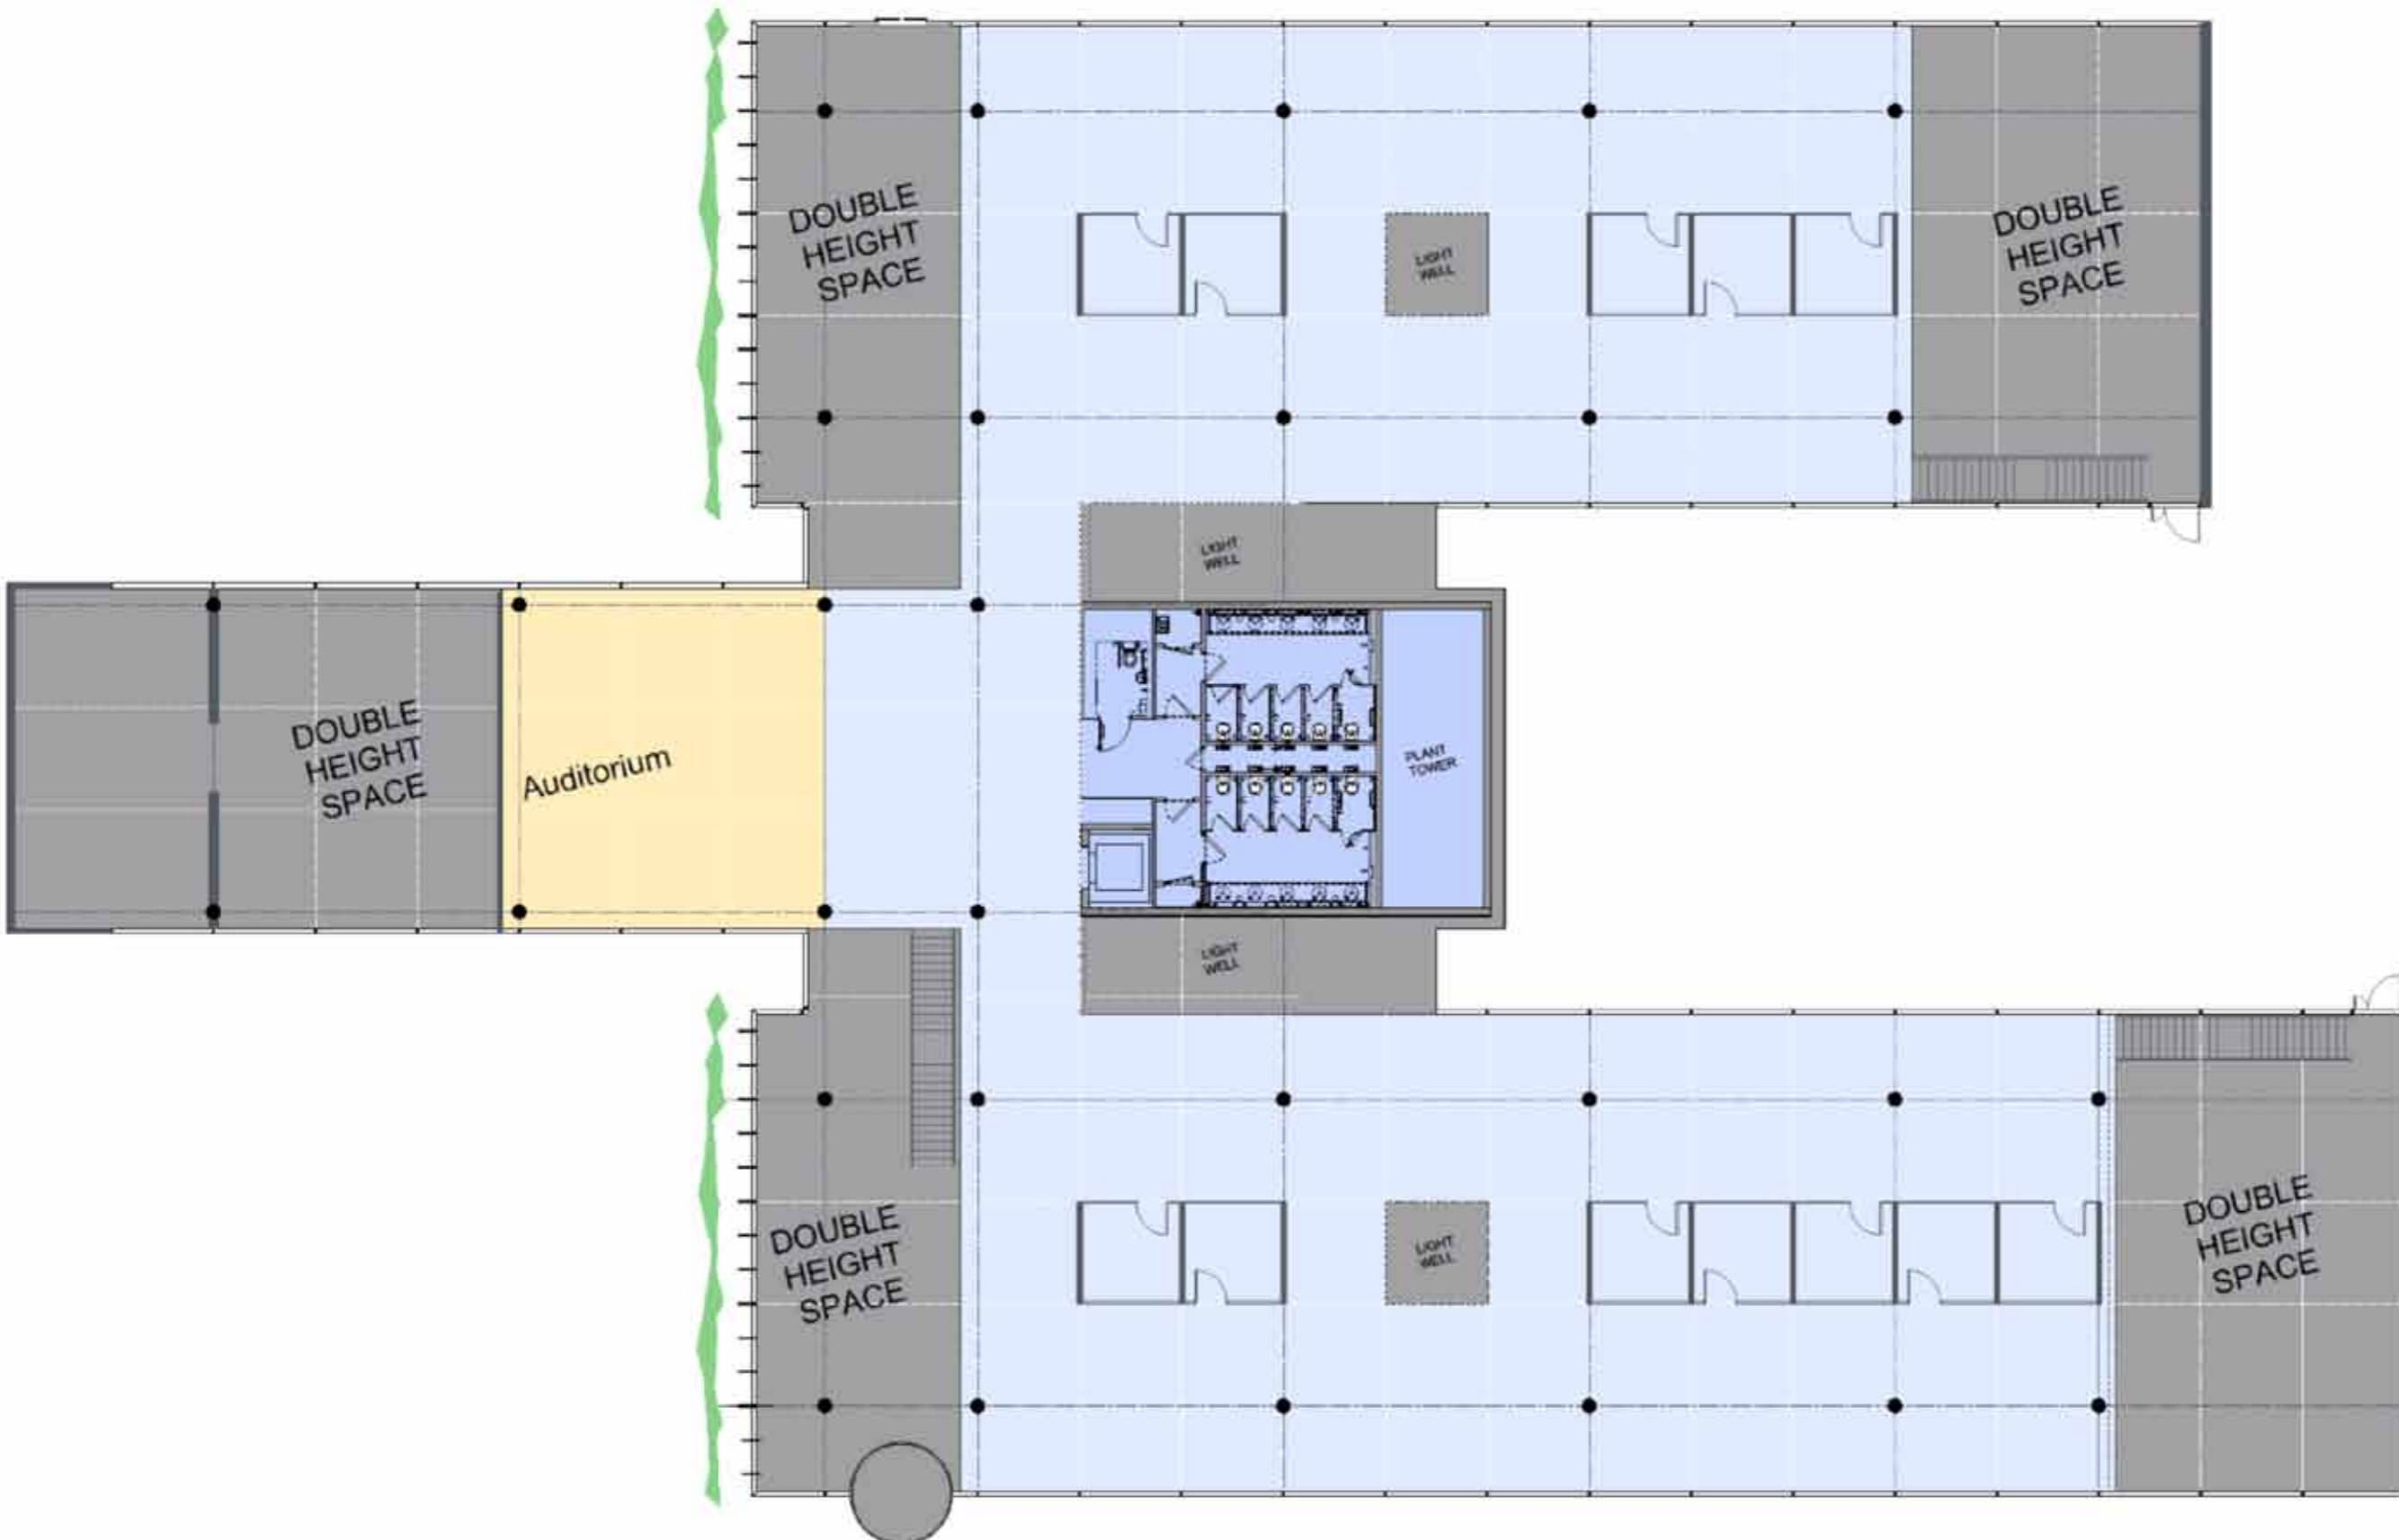 DOUBLE
HEIGHT
SPACE
LIGHT
WELL
DOUBLE
HEIGHT
SPACE
LIGHT
WELL
DOUBLE
HEIGHT
SPACE
Auditorium
PLANT
TOWER
LIGHT
WELL
DOUBLE
HEIGHT
SPACE
LIGHT
WELL
DOUBLE
HEIGHT
SPACE